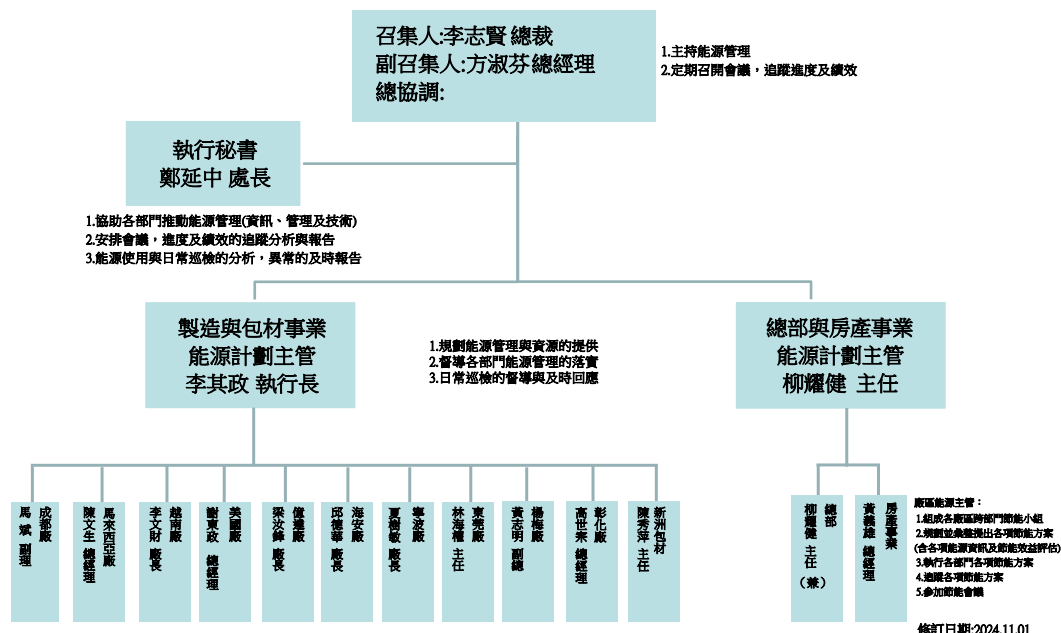 召集人:李志賢 總裁
副召集人:方淑芬 總經理
總協調:
1.主持能源管理
2.定期召開會議，追蹤進度及績效
執行秘書
鄭延中 處長
1.協助各部門推動能源管理(資訊、管理及技術)
2.安排會議，進度及績效的追蹤分析與報告
3.能源使用與日常巡檢的分析，異常的及時報告
製造與包材事業
能源計劃主管
李其政 執行長
1.規劃能源管理與資源的提供
2.督導各部門能源管理的落實
3.日常巡檢的督導與及時回應
總部與房產事業
能源計劃主管
柳耀健 主任
成都廠
馬斌 副理
馬來西亞廠
陳文生 總經理
越南廠
李文財 廠長
美國廠
謝東政 總經理
億達廠
梁汝鋒 廠長
海安廠
邱德華 廠長
寧波廠
夏樹敏 廠長
東莞廠
林海權 主任
楊梅廠
黃志明 副總
彰化廠
高世崇 總經理
新洲包材
陳秀萍 主任
總部
柳耀健 主任
（兼）
房產事業
黃義雄 總經理
廠區能源主管：
1.組成各廠區跨部門節能小組
2.規劃並彙整提出各項節能方案
(含各項能源資訊及節能效益評估)
3.執行各部門各項節能方案
4.追蹤各項節能方案
5.參加節能會議
修訂日期:2024.11.01